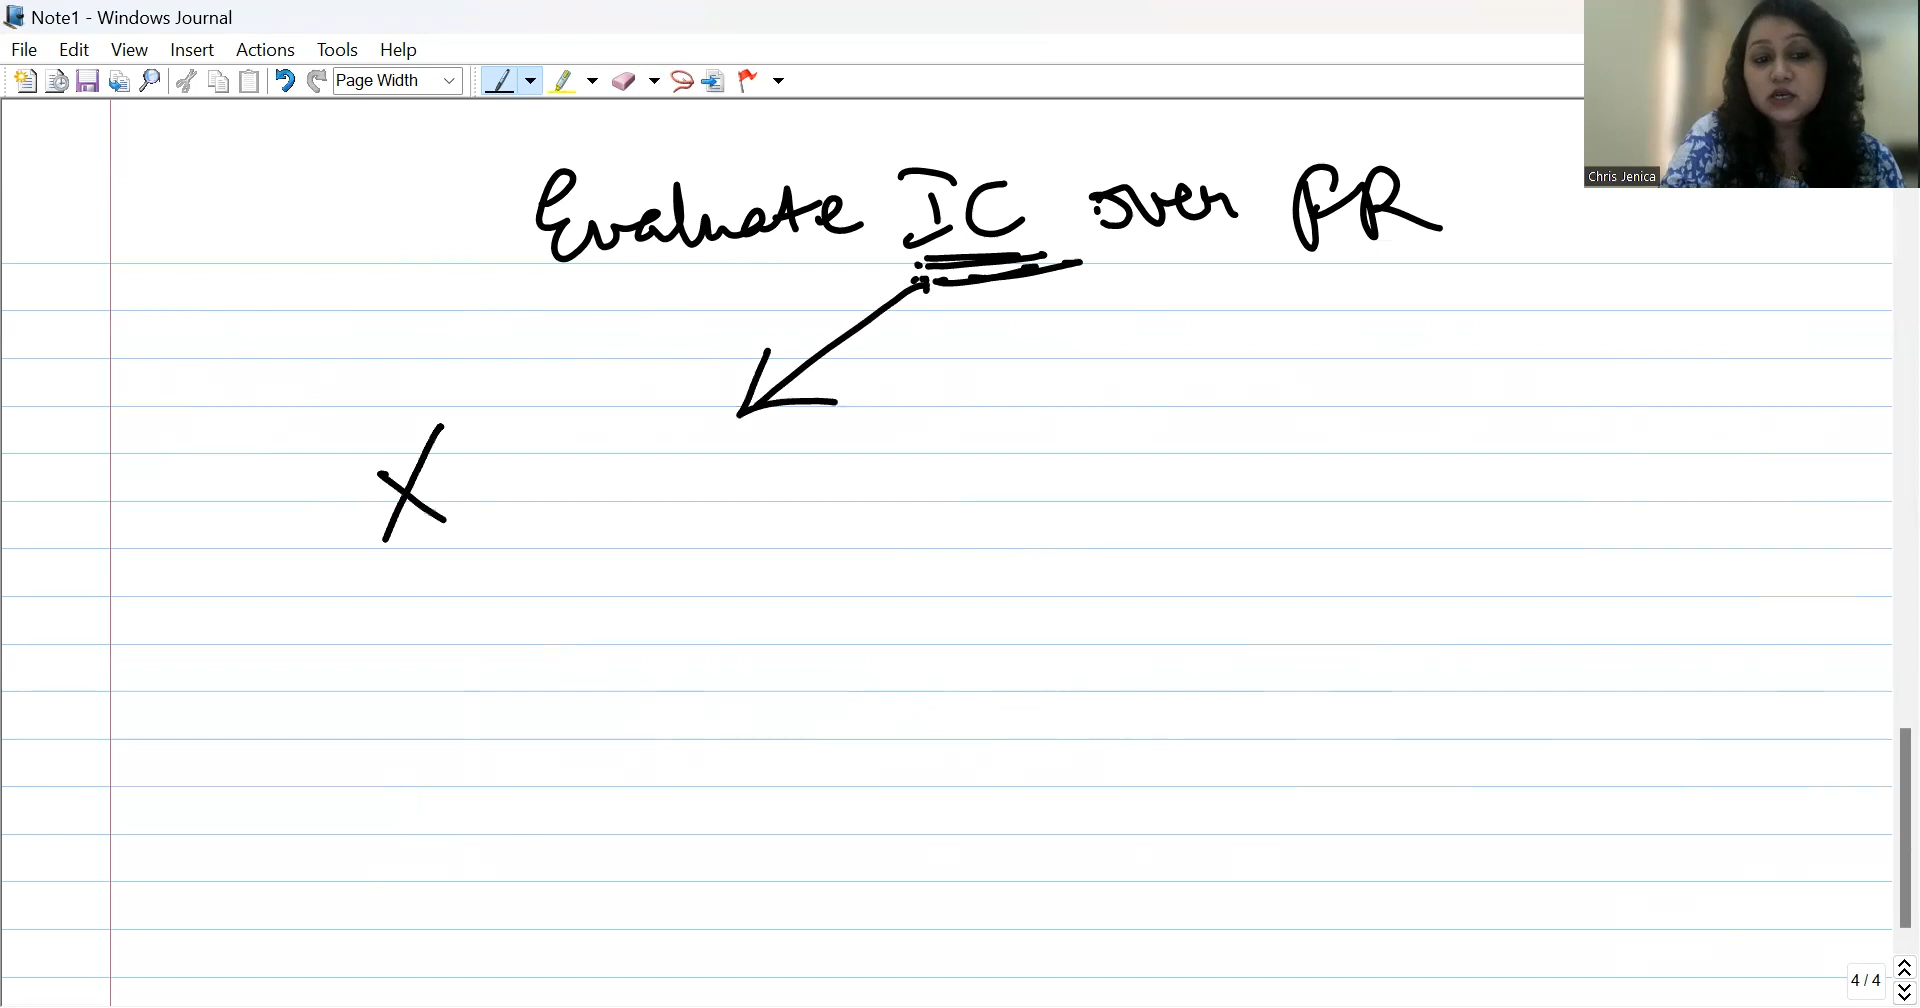 Note1 - Windows Journal
File Edit View Insert Actions Tools Help
Page Width
Chris Jenica
Evaluate IC over PR
X
4 / 4